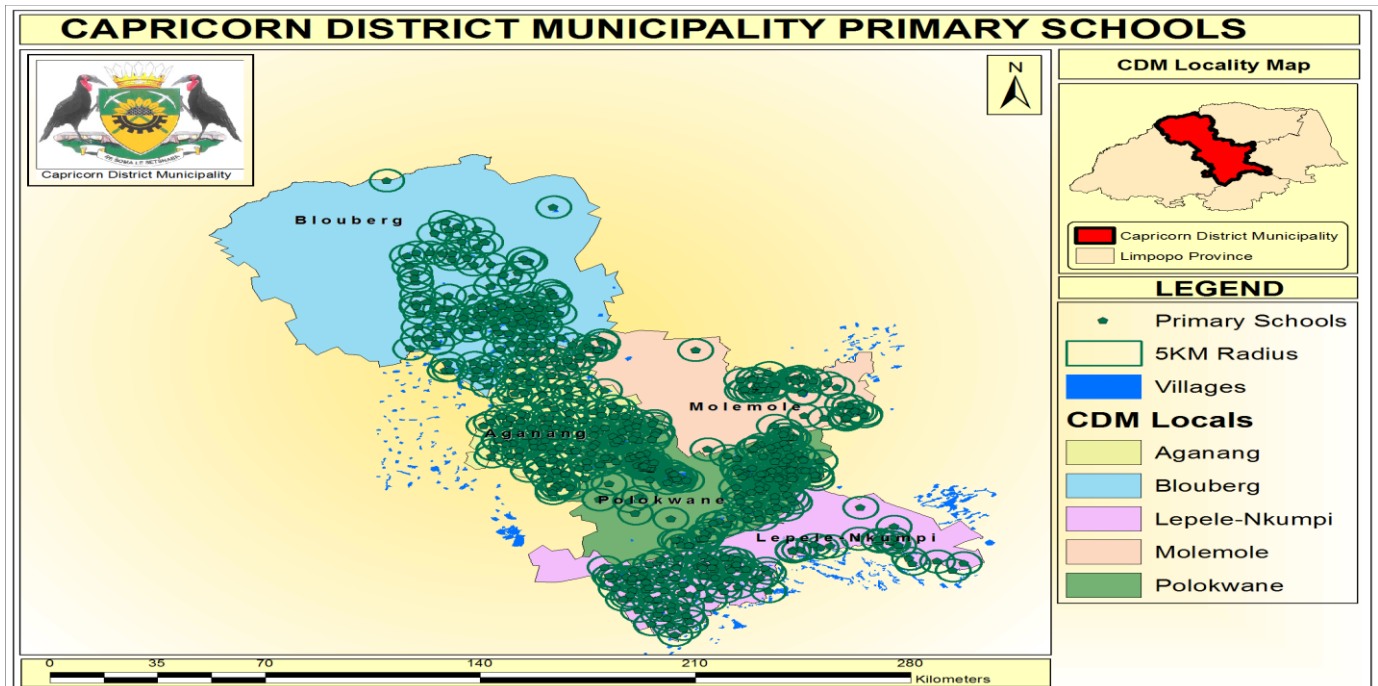 CAPRICORN DISTRICT MUNICIPALITY PRIMARY SCHOOLS
Capricorn District Municipality
N
Blouberg
Molemole
Aganang
Polokwane
Lepele-Nkumpi
0 35 70 140 210 280
Kilometers
CDM Locality Map
Capricorn District Municipality
Limpopo Province
LEGEND
Primary Schools
5KM Radius
Villages
CDM Locals
Aganang
Blouberg
Lepele-Nkumpi
Molemole
Polokwane